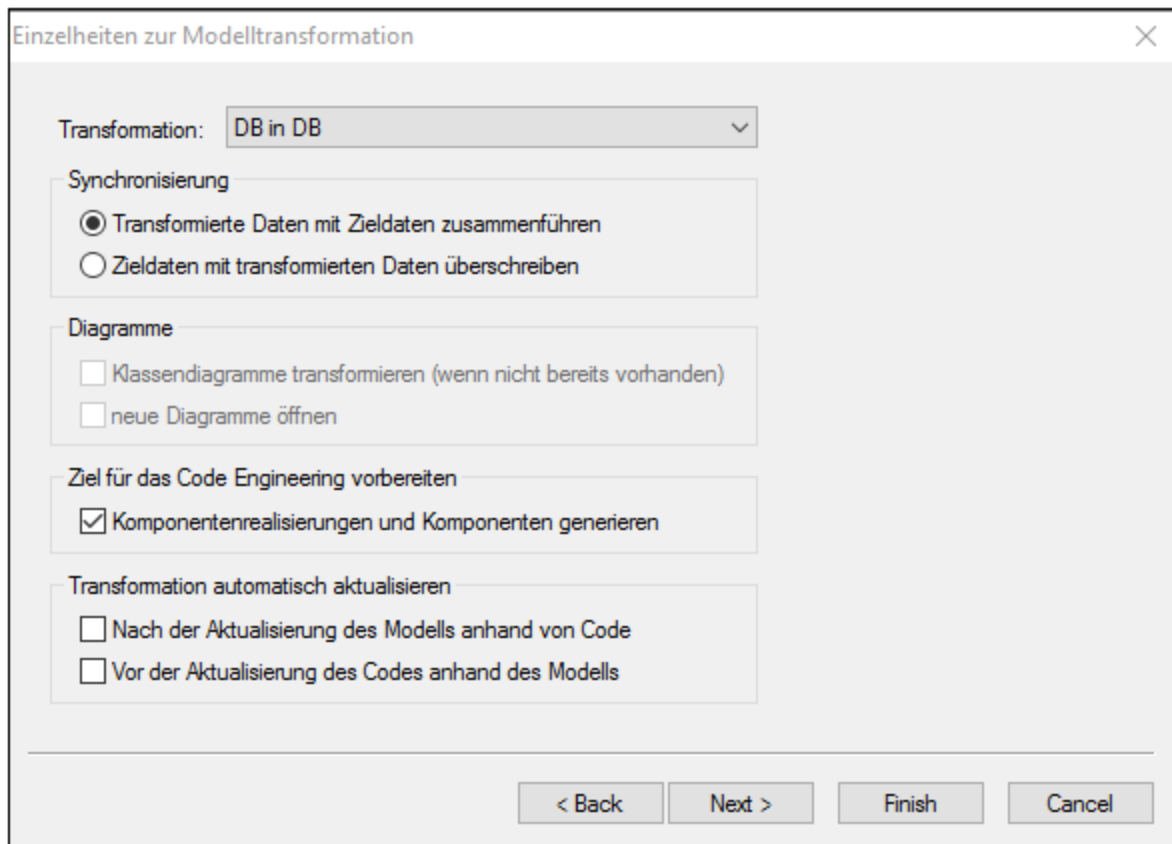 Einzelheiten zur Modelltransformation
Transformation: DB in DB
Synchronisierung
Transformierte Daten mit Zieldaten zusammenführen
Zieldaten mit transformierten Daten überschreiben
Diagramme
Klassendiagramme transformieren (wenn nicht bereits vorhanden)
neue Diagramme öffnen
Ziel für das Code Engineering vorbereiten
Komponentenrealisierungen und Komponenten generieren
Transformation automatisch aktualisieren
Nach der Aktualisierung des Modells anhand von Code
Vor der Aktualisierung des Codes anhand des Modells
< Back Next > Finish Cancel